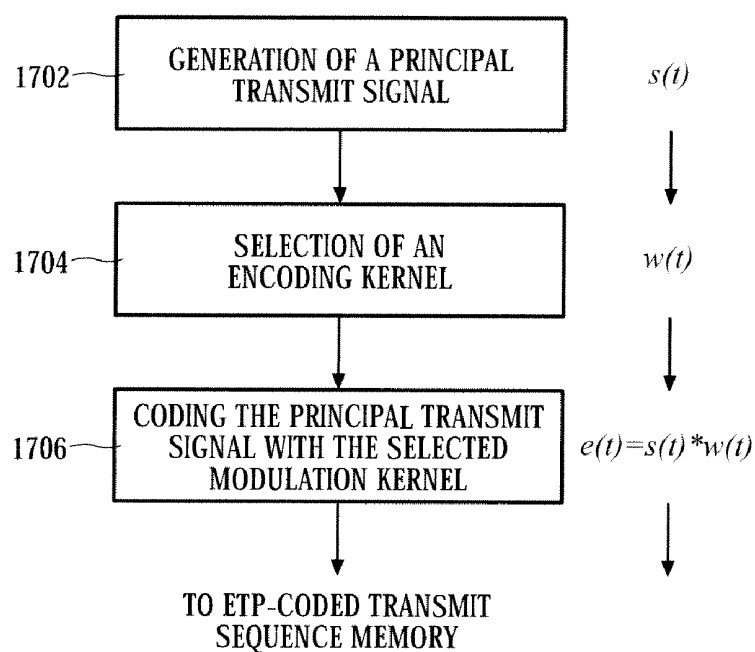 GENERATION OF A PRINCIPAL
TRANSMIT SIGNAL
1702
s(t)
SELECTION OF AN
ENCODING KERNEL
1704
w(t)
CODING THE PRINCIPAL TRANSMIT
SIGNAL WITH THE SELECTED
MODULATION KERNEL
1706
e(t)=s(t)*w(t)
TO ETP-CODED TRANSMIT
SEQUENCE MEMORY